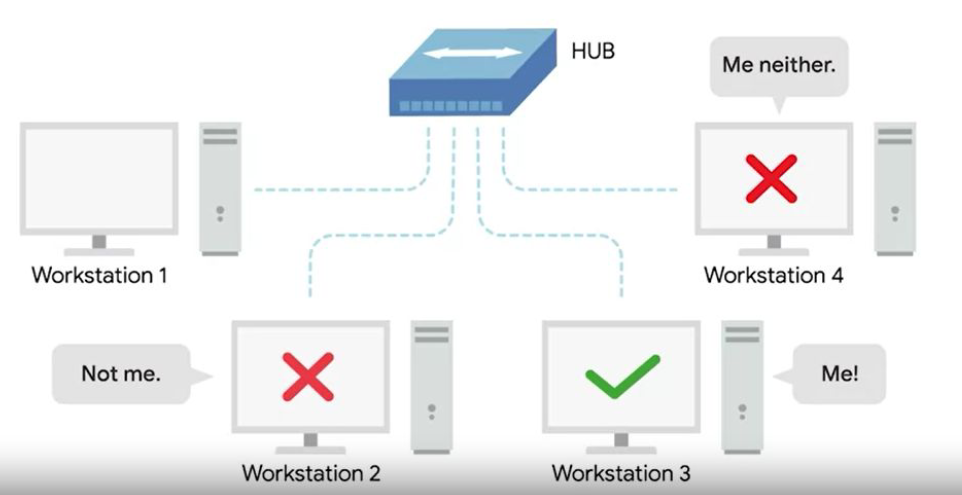 HUB
Me neither.
Workstation 1
Workstation 4
Not me.
Me!
Workstation 2
Workstation 3